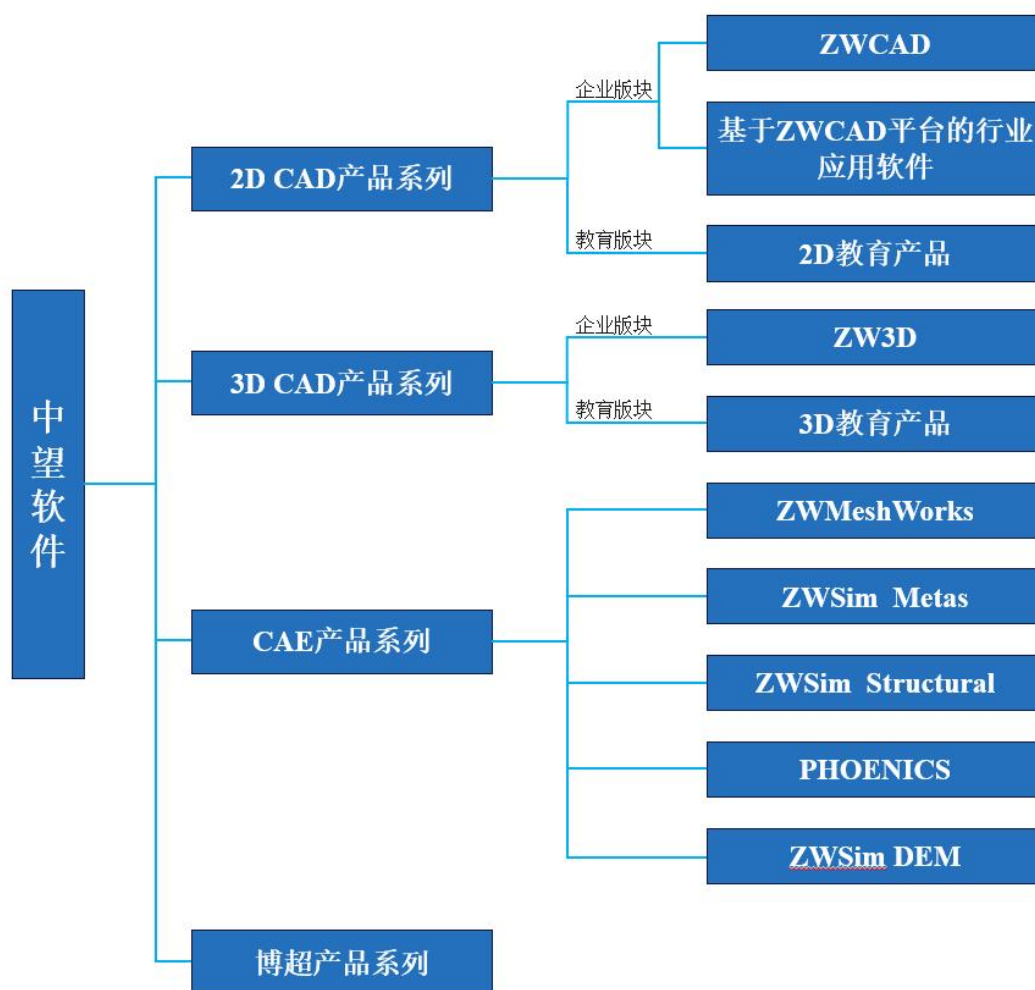 中望软件
2D CAD产品系列
企业版块
ZWCAD
基于ZWCAD平台的行业
应用软件
教育版块
2D教育产品
3D CAD产品系列
企业版块
ZW3D
教育版块
3D教育产品
CAE产品系列
ZWMeshWorks
ZWSim Metas
ZWSim Structural
PHOENICS
ZWSim DEM
博超产品系列